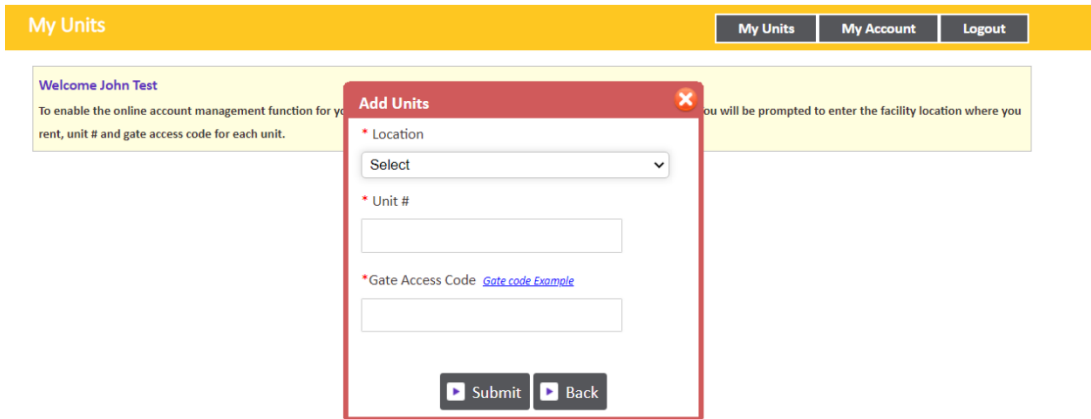 My Units
My Units
My Account
Logout
Welcome John Test
To enable the online account management function for
ou will be prompted to enter the facility location where you
rent, unit # and gate access code for each unit.
Add Units
* Location
Select
* Unit #
*Gate Access Code Gate code Example
Submit
Back